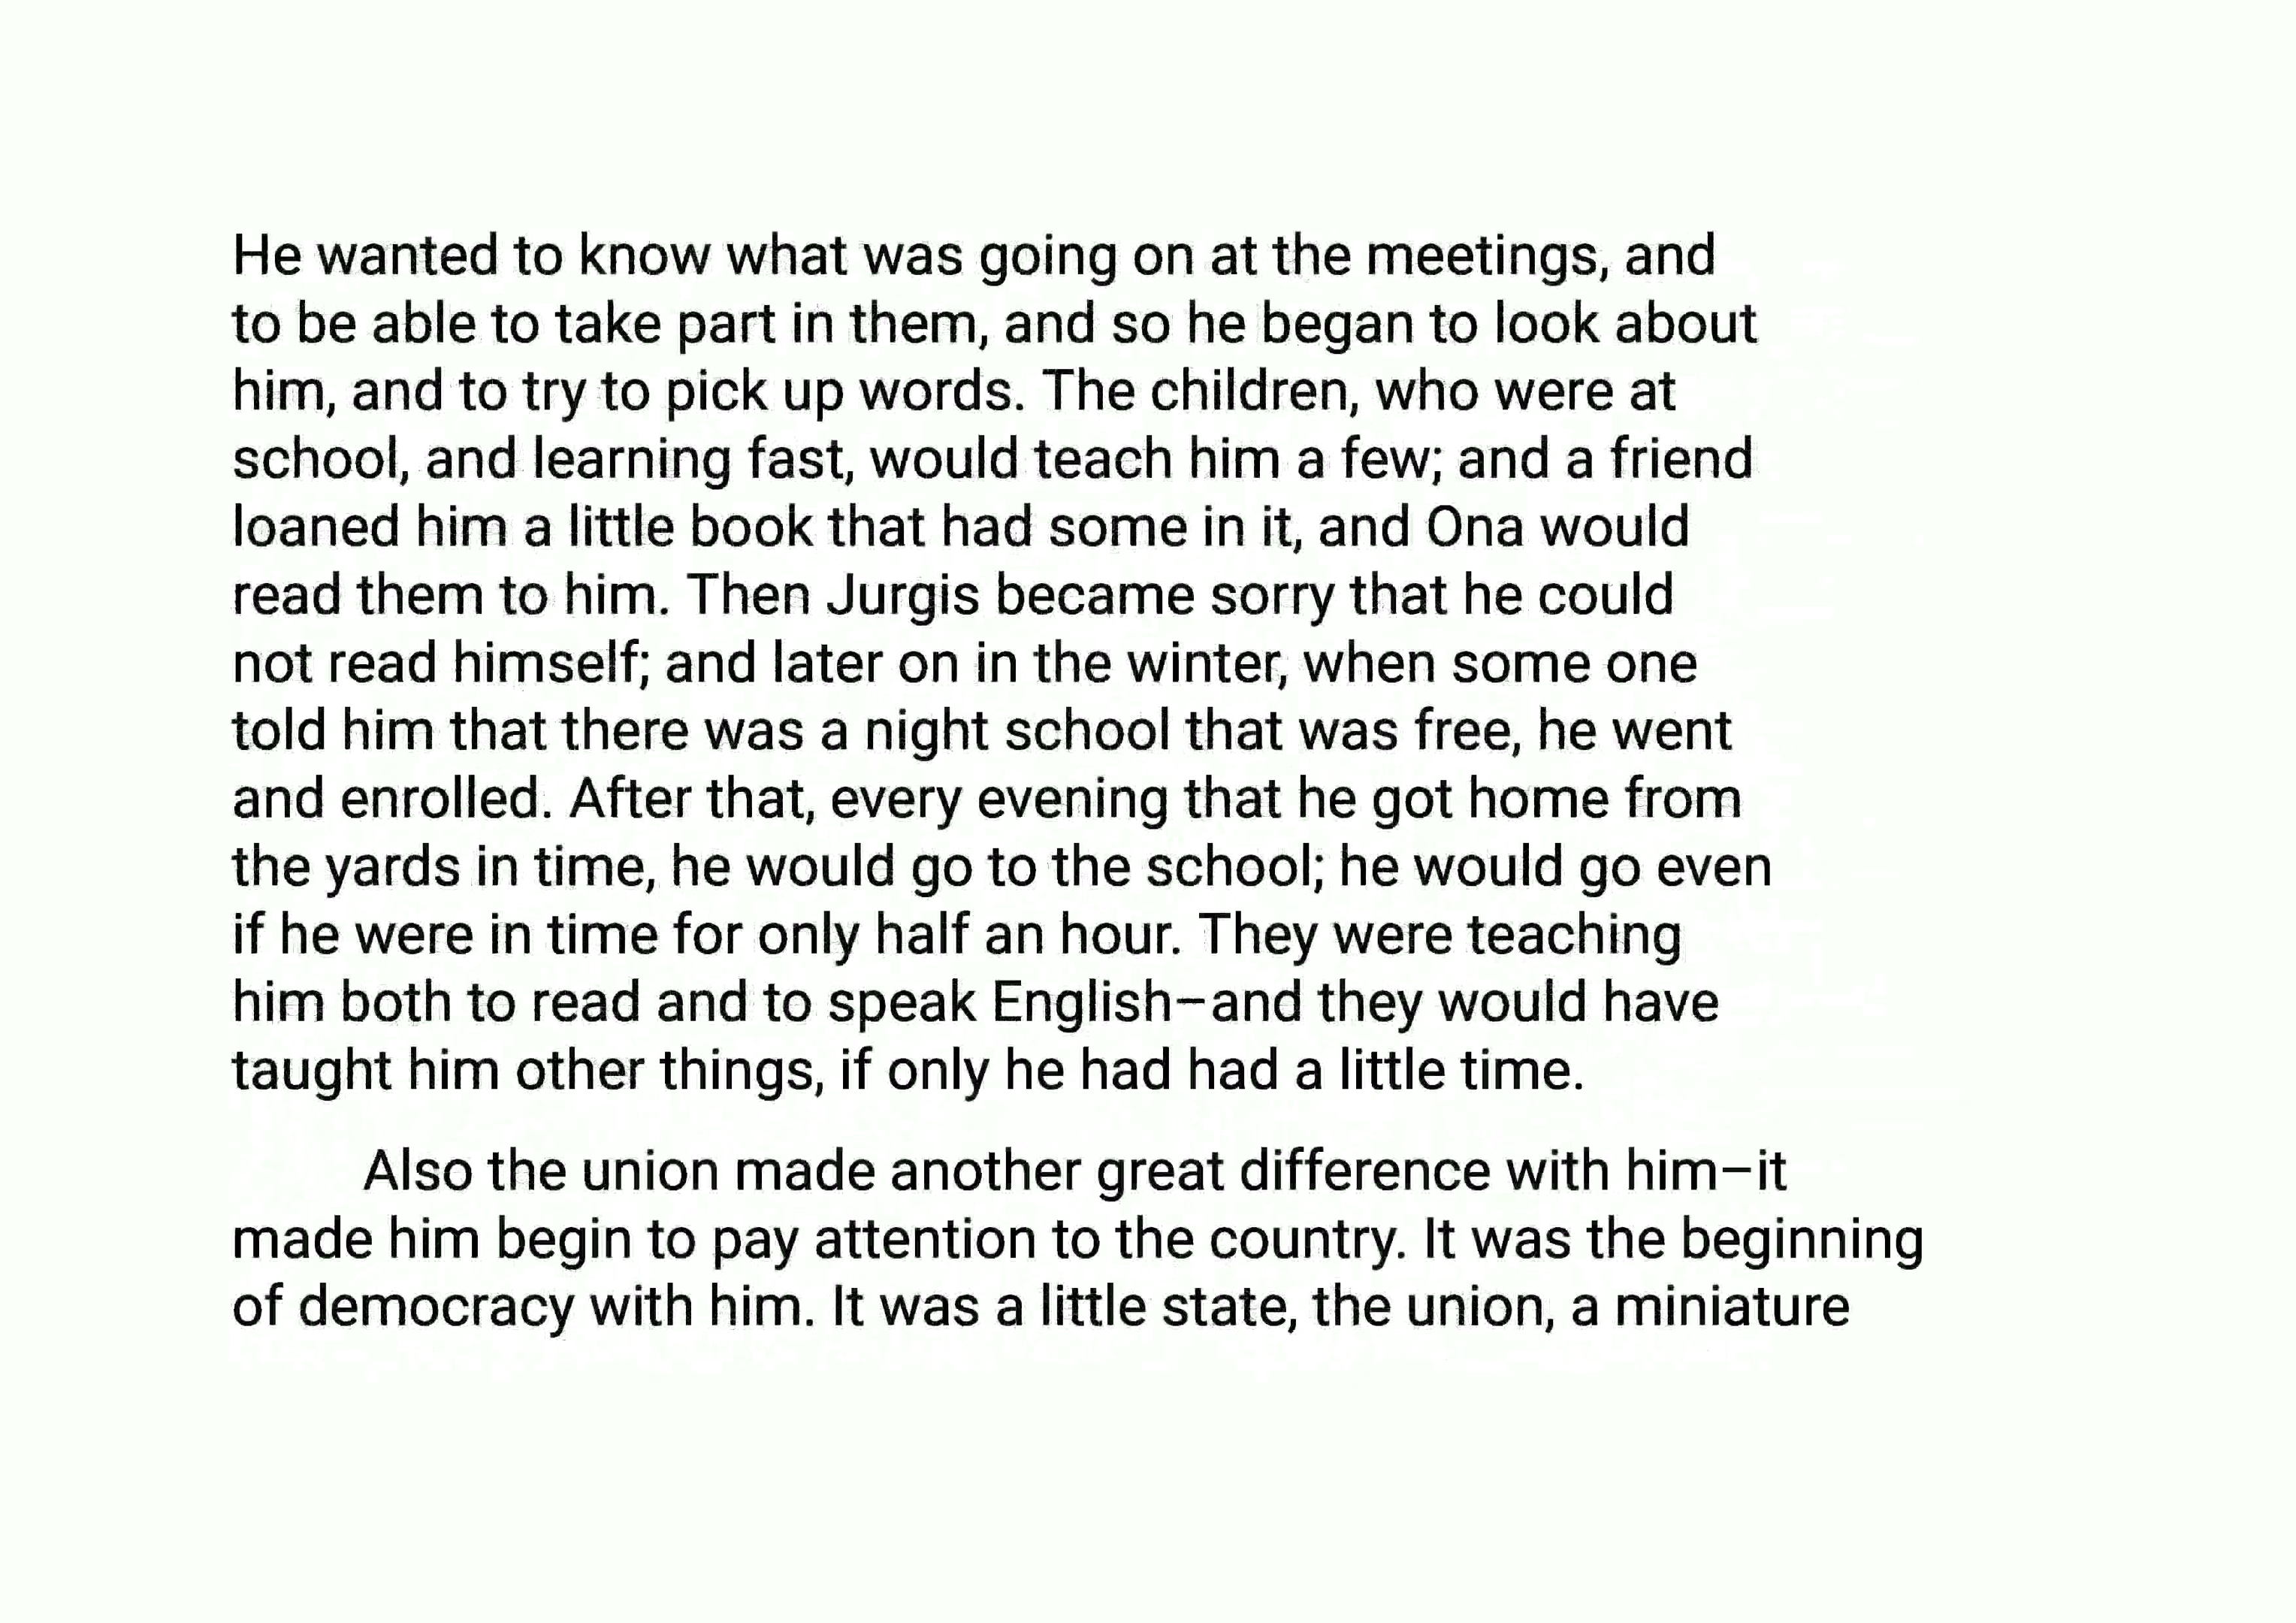 He wanted to know what was going on at the meetings, and
to be able to take part in them, and so he began to look about
him, and to try to pick up words. The children, who were at
school, and learning fast, would teach him a few; and a friend
loaned him a little book that had some in it, and Ona would
read them to him. Then Jurgis became sorry that he could
not read himself; and later on in the winter, when some one
told him that there was a night school that was free, he went
and enrolled. After that, every evening that he got home from
the yards in time, he would go to the school; he would go even
if he were in time for only half an hour. They were teaching
him both to read and to speak English–and they would have
taught him other things, if only he had had a little time.
Also the union made another great difference with him–it
made him begin to pay attention to the country. It was the beginning
of democracy with him. It was a little state, the union, a miniature